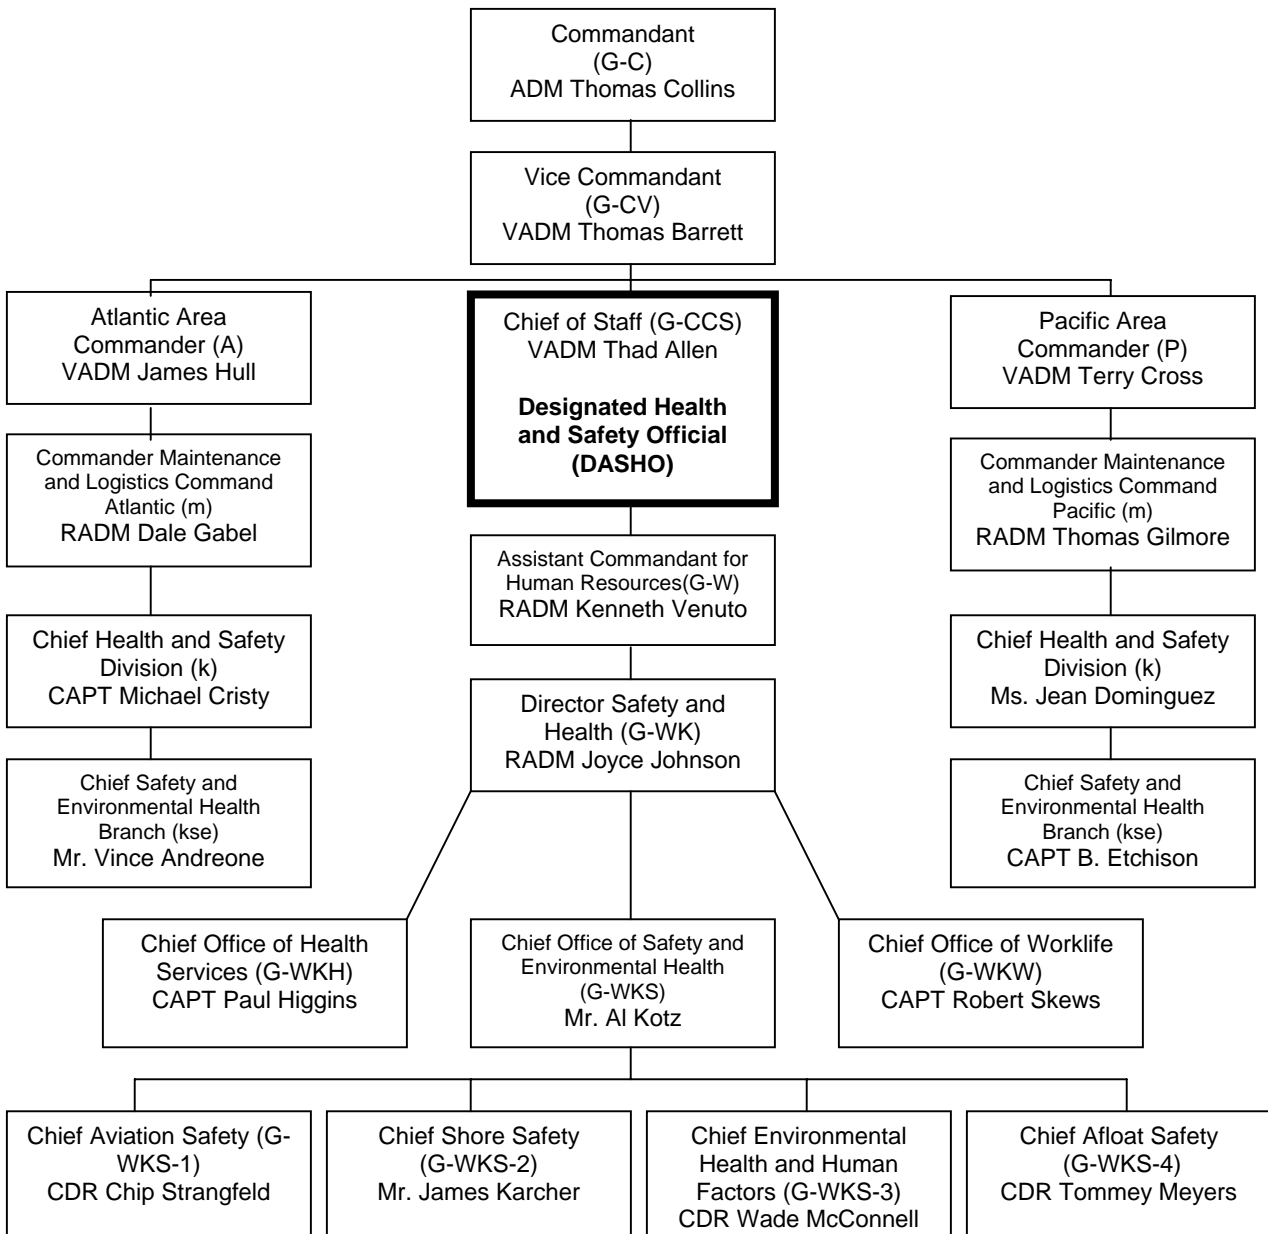 Commandant
(G-C)
ADM Thomas Collins
Vice Commandant
(G-CV)
VADM Thomas Barrett
Atlantic Area
Commander (A)
VADM James Hull
Chief of Staff (G-CCS)
VADM Thad Allen
Designated Health
and Safety Official
(DASHO)
Pacific Area
Commander (P)
VADM Terry Cross
Commander Maintenance
and Logistics Command
Atlantic (m)
RADM Dale Gabel
Commander Maintenance
and Logistics Command
Pacific (m)
RADM Thomas Gilmore
Assistant Commandant for
Human Resources(G-W)
RADM Kenneth Venuto
Chief Health and Safety
Division (k)
CAPT Michael Cristy
Chief Health and Safety
Division (k)
Ms. Jean Dominguez
Director Safety and
Health (G-WK)
RADM Joyce Johnson
Chief Safety and
Environmental Health
Branch (kse)
Mr. Vince Andreone
Chief Safety and
Environmental Health
Branch (kse)
CAPT B. Etchison
Chief Office of Health
Services (G-WKH)
CAPT Paul Higgins
Chief Office of Safety and
Environmental Health
(G-WKS)
Mr. Al Kotz
Chief Office of Worklife
(G-WKW)
CAPT Robert Skews
Chief Aviation Safety (G-
WKS-1)
CDR Chip Strangfeld
Chief Shore Safety
(G-WKS-2)
Mr. James Karcher
Chief Environmental
Health and Human
Factors (G-WKS-3)
CDR Wade McConnell
Chief Afloat Safety
(G-WKS-4)
CDR Tommey Meyers